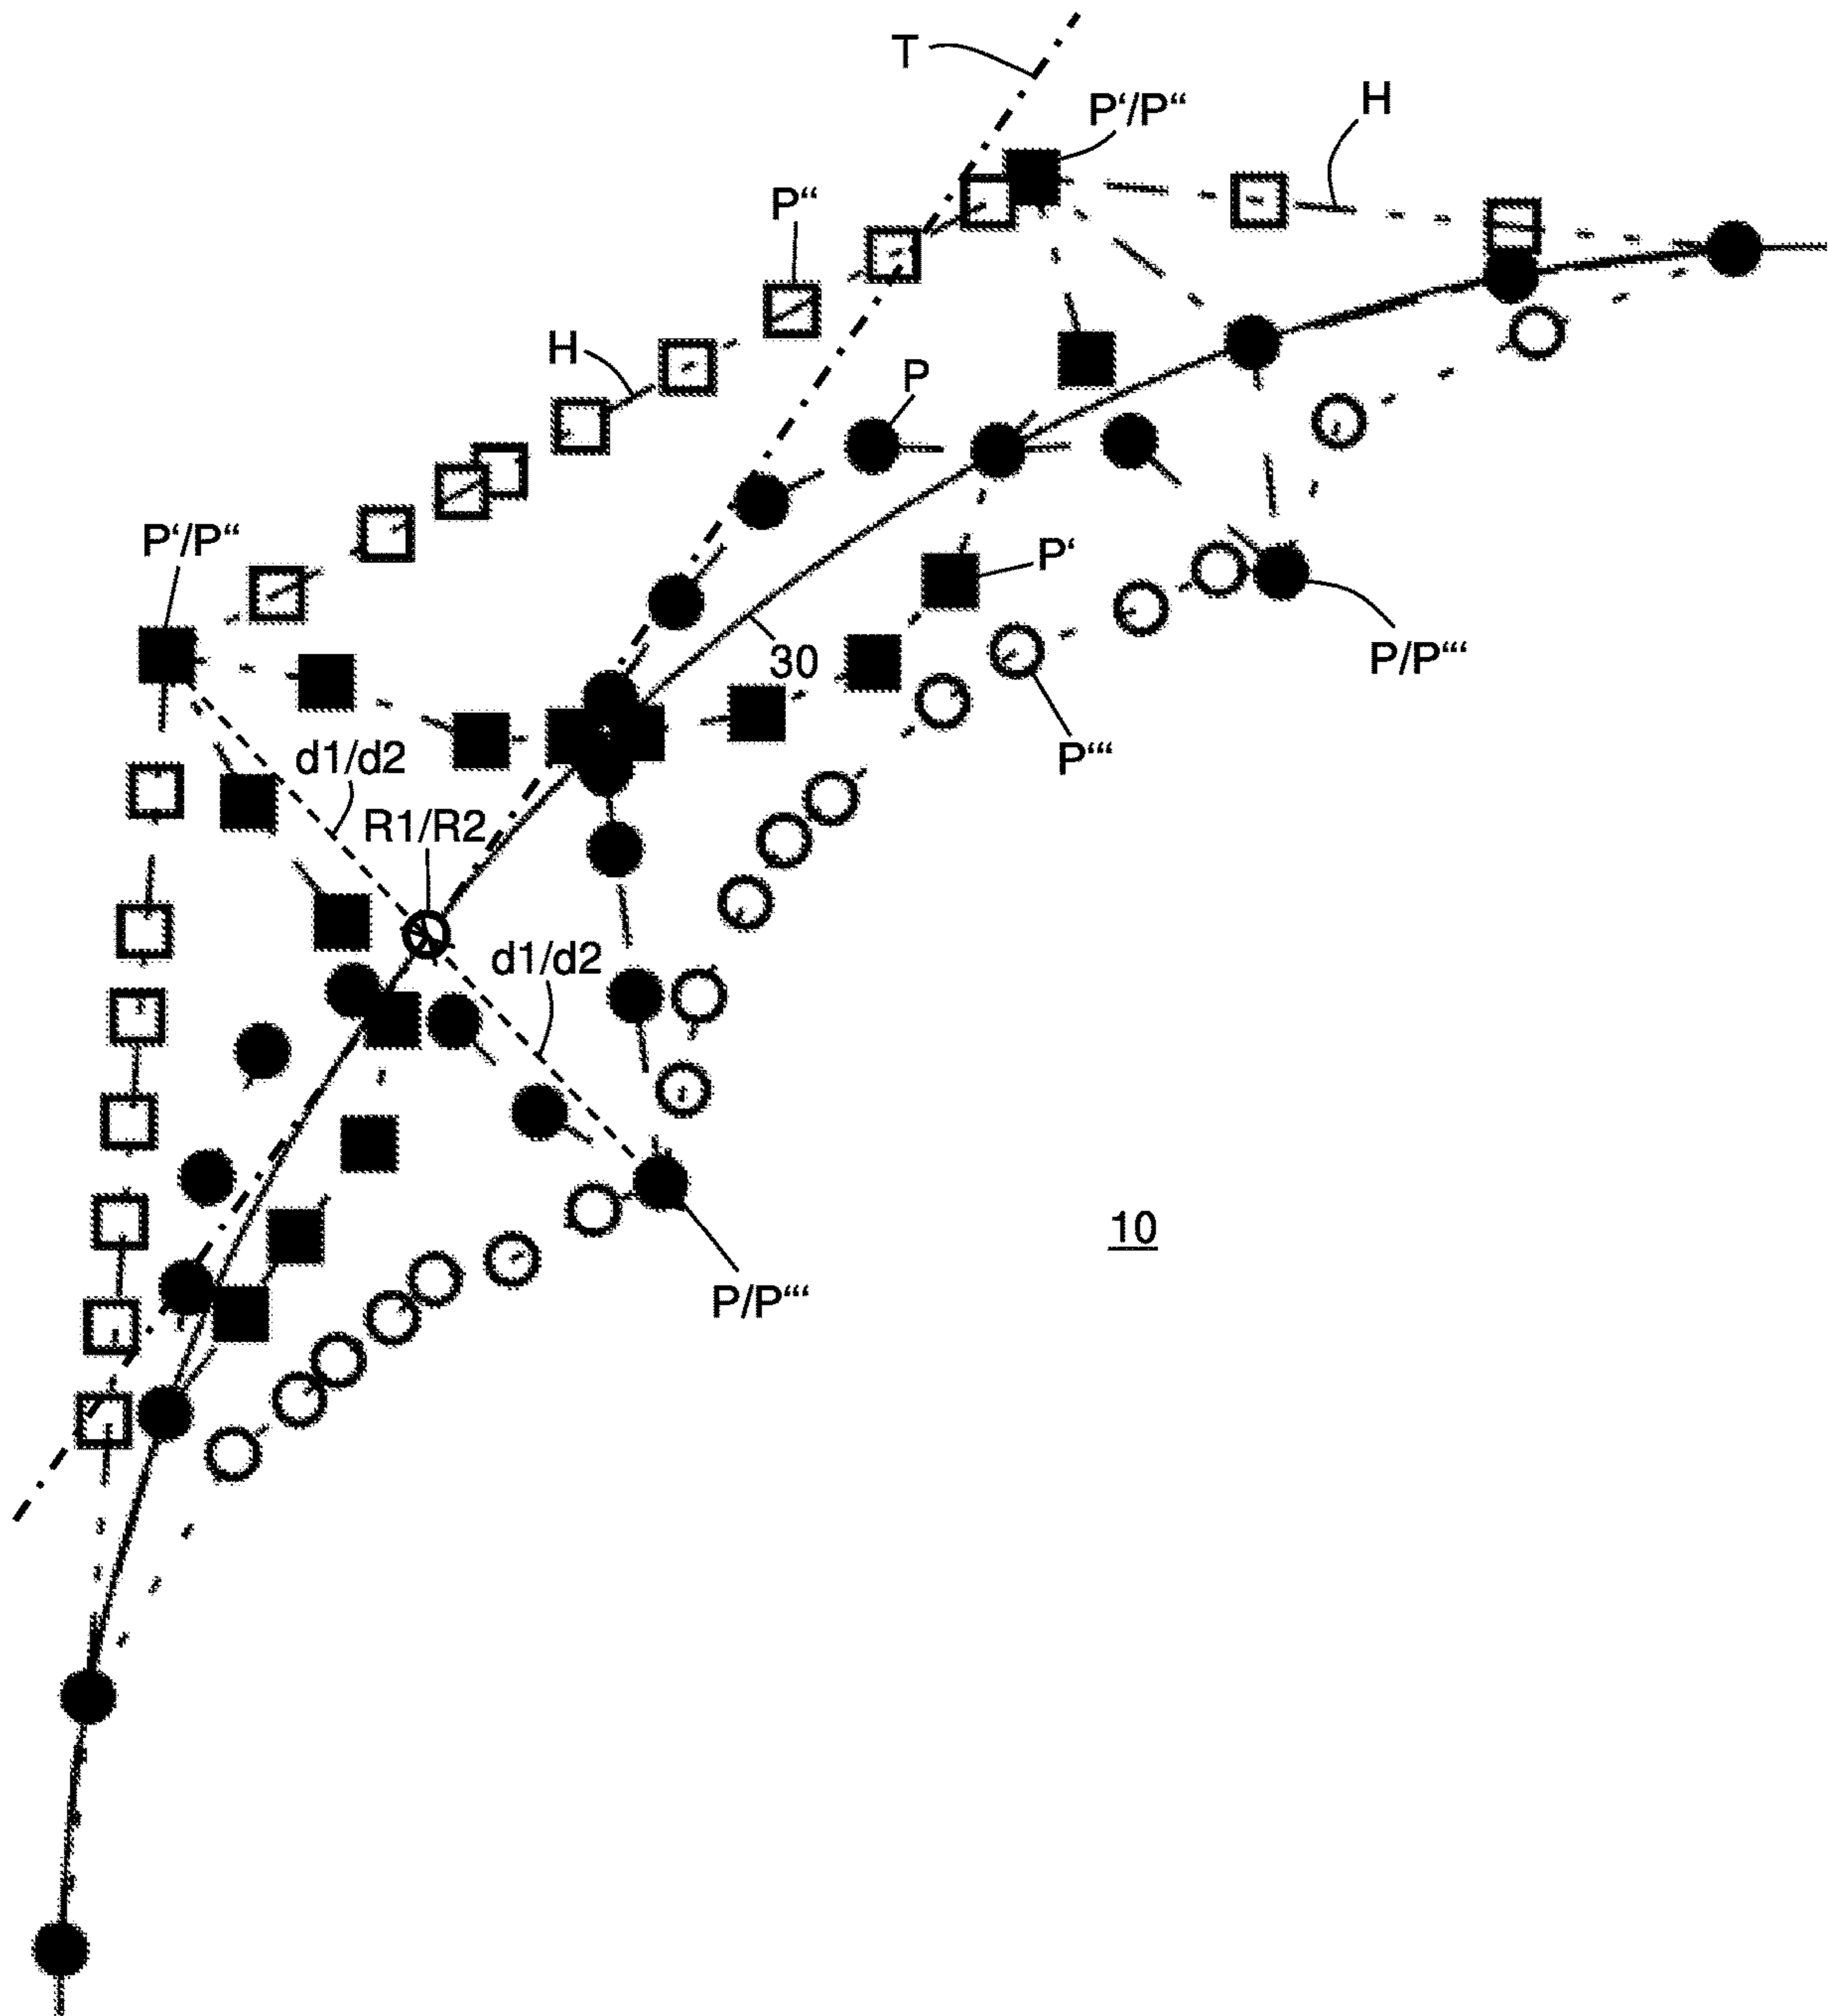 T
P‘/P“
H
P“
H
P
P‘/P“
P‘
30
P/P“‘
P“‘
d1/d2
R1/R2
d1/d2
10
P/P“‘